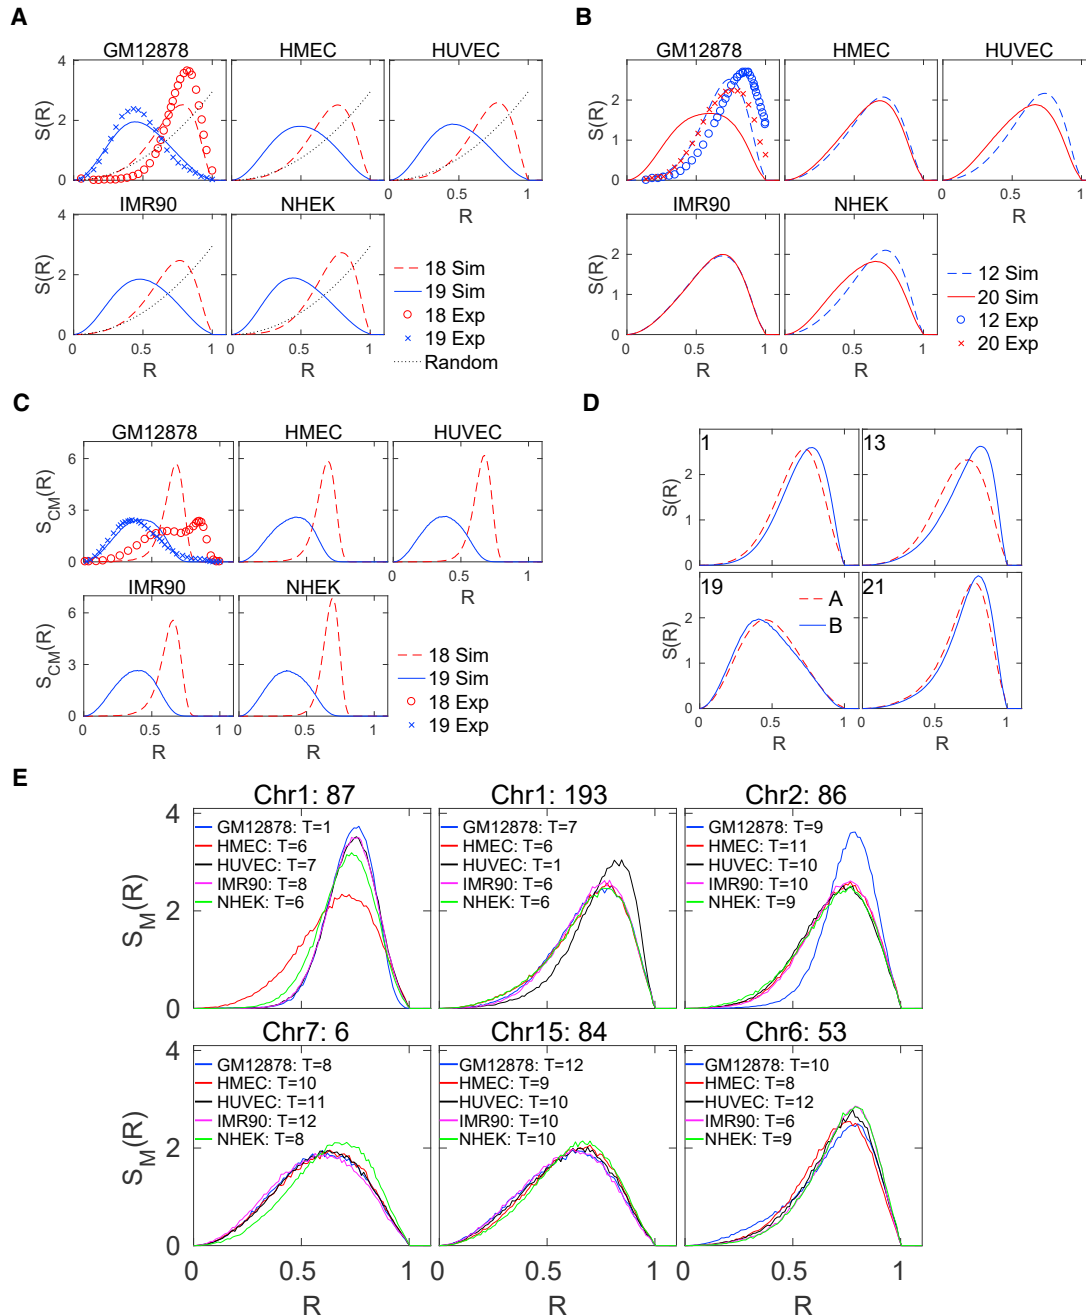 A
GM12878
HMEC
HUVEC
4
2
0
S(R)
0 0.5 1
R
IMR90
NHEK
4
2
0
S(R)
0 0.5 1
0 0.5 1
R
R
18 Sim
19 Sim
18 Exp
19 Exp
Random
B
GM12878
HMEC
HUVEC
2
1
0
S(R)
0 0.5 1
R
IMR90
NHEK
2
1
0
S(R)
0 0.5 1
0 0.5 1
R
R
12 Sim
20 Sim
12 Exp
20 Exp
C
GM12878
HMEC
HUVEC
6
3
0
S_CM(R)
0 0.5 1
R
IMR90
NHEK
6
3
0
S_CM(R)
0 0.5 1
0 0.5 1
R
R
18 Sim
19 Sim
18 Exp
19 Exp
D
1
13
2
1
0
S(R)
19
21
A
B
2
1
0
S(R)
0 0.5 1
0 0.5 1
R
R
E
Chr1: 87
4
2
0
S_M(R)
GM12878: T=1
HMEC: T=6
HUVEC: T=7
IMR90: T=8
NHEK: T=6
Chr1: 193
GM12878: T=7
HMEC: T=6
HUVEC: T=1
IMR90: T=6
NHEK: T=6
Chr2: 86
GM12878: T=9
HMEC: T=11
HUVEC: T=10
IMR90: T=10
NHEK: T=9
Chr7: 6
4
2
0
S_M(R)
GM12878: T=8
HMEC: T=10
HUVEC: T=11
IMR90: T=12
NHEK: T=8
0 0.5 1
R
Chr15: 84
GM12878: T=12
HMEC: T=9
HUVEC: T=10
IMR90: T=10
NHEK: T=10
0 0.5 1
R
Chr6: 53
GM12878: T=10
HMEC: T=8
HUVEC: T=12
IMR90: T=6
NHEK: T=9
0 0.5 1
R